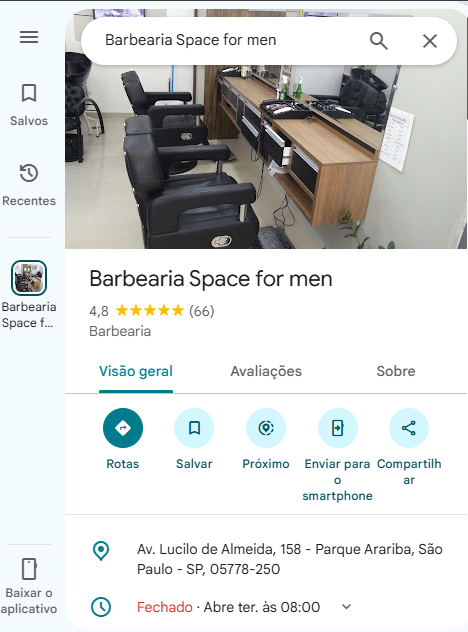 Barbearia Space for men
Salvos
Recentes
Barbearia
Space f...
Barbearia Space for men
4,8 (66)
Barbearia
Visão geral
Avaliações
Sobre
Rotas
Salvar
Próximo
Enviar para
o
smartphone
Compartilh
ar
Av. Lucilo de Almeida, 158 - Parque Arariba, São
Paulo - SP, 05778-250
Fechado · Abre ter. às 08:00
Baixar o
aplicativo